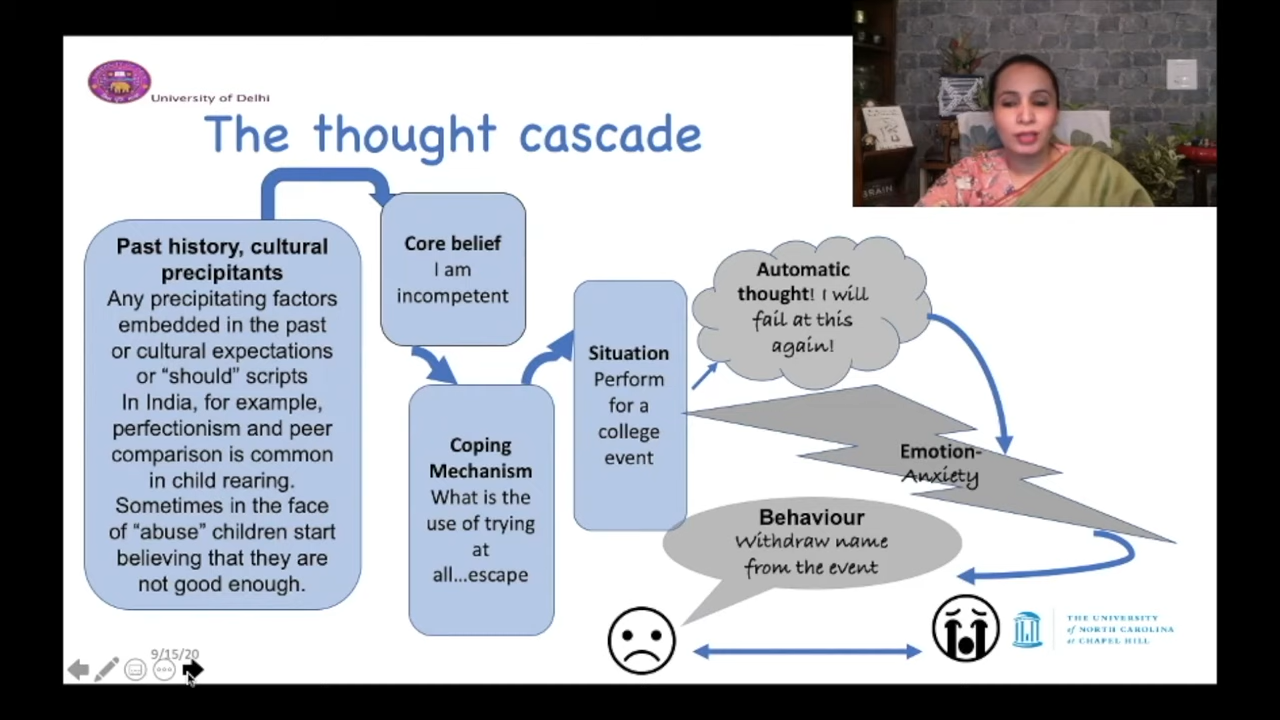 University of Delhi
The thought cascade
Past history, cultural
precipitants
Any precipitating factors
embedded in the past
or cultural expectations
or “should” scripts
In India, for example,
perfectionism and peer
comparison is common
in child rearing.
Sometimes in the face
of “abuse” children start
believing that they are
not good enough.
Core belief
I am
incompetent
Coping
Mechanism
What is the
use of trying
at
all...escape
Situation
Perform
for a
college
event
Automatic
thought! I will
fail at this
again!
Emotion-
Anxiety
Behaviour
Withdraw name
from the event
9/15/20
THE UNIVERSITY
of NORTH CAROLINA
at CHAPEL HILL
BRAIN